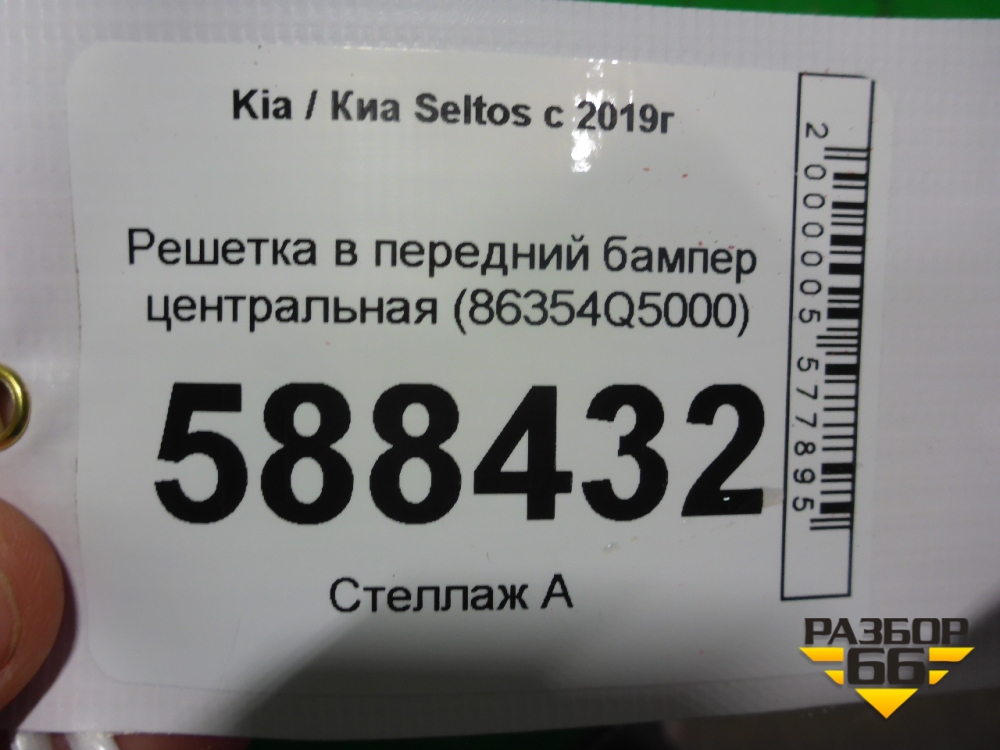 Kia / Киа Seltos с 2019г
Решетка в передний бампер
центральная (86354Q5000)
588432
Стеллаж А
2000005577895
РАЗБОР
66